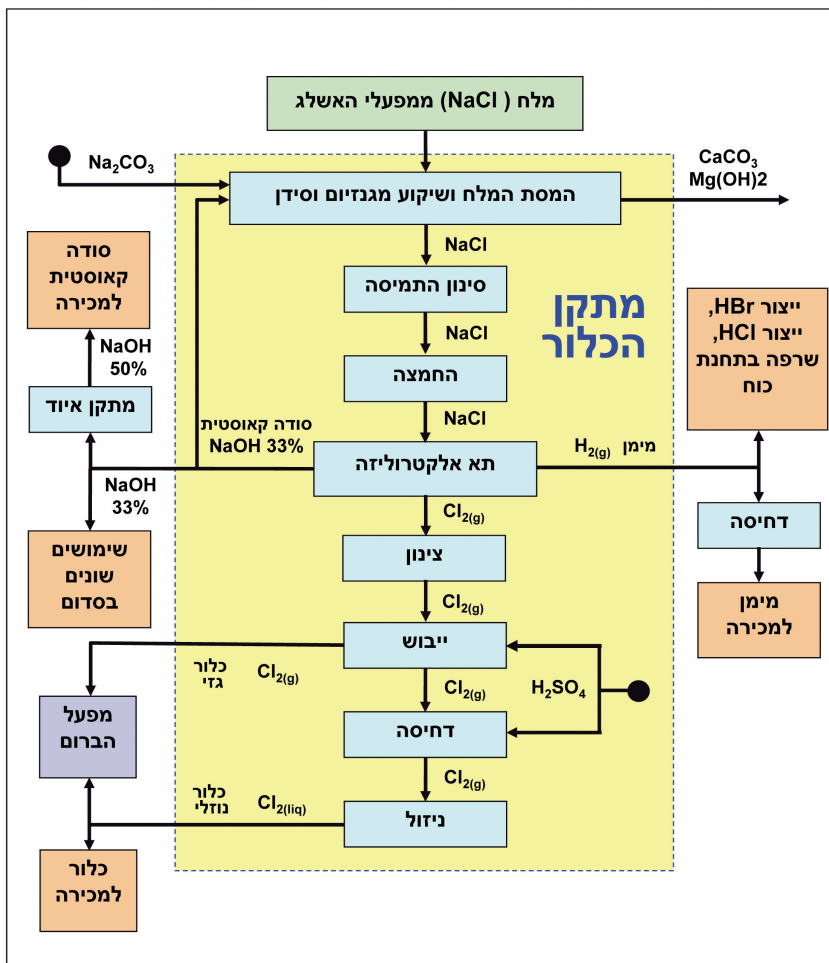 מלח ( NaCl) ממפעלי האשלג
Na₂CO₃
CaCO₃
Mg(OH)2
המסת המלח ושיקוע מגנזיום וסידן
NaCl
סינון התמיסה
מתקן
הכלור
NaCl
החמצה
NaCl
סודה
קאוסטית
למכירה
NaOH
50%
מתקן איוד
סודה קאוסטית
NaOH 33%
תא אלקטרוליזה
מימן H₂(g)
ייצור HBr,
ייצור HCl,
שרפה בתחנת
כוח
דחיסה
מימן
למכירה
NaOH
33%
שימושים
שונים
בסדום
Cl₂(g)
צינון
Cl₂(g)
ייבוש
H₂SO₄
Cl₂(g)
כלור
גזי
Cl₂(g)
דחיסה
מפעל
הברום
Cl₂(g)
ניזול
כלור
נוזלי
Cl₂(liq)
כלור
למכירה